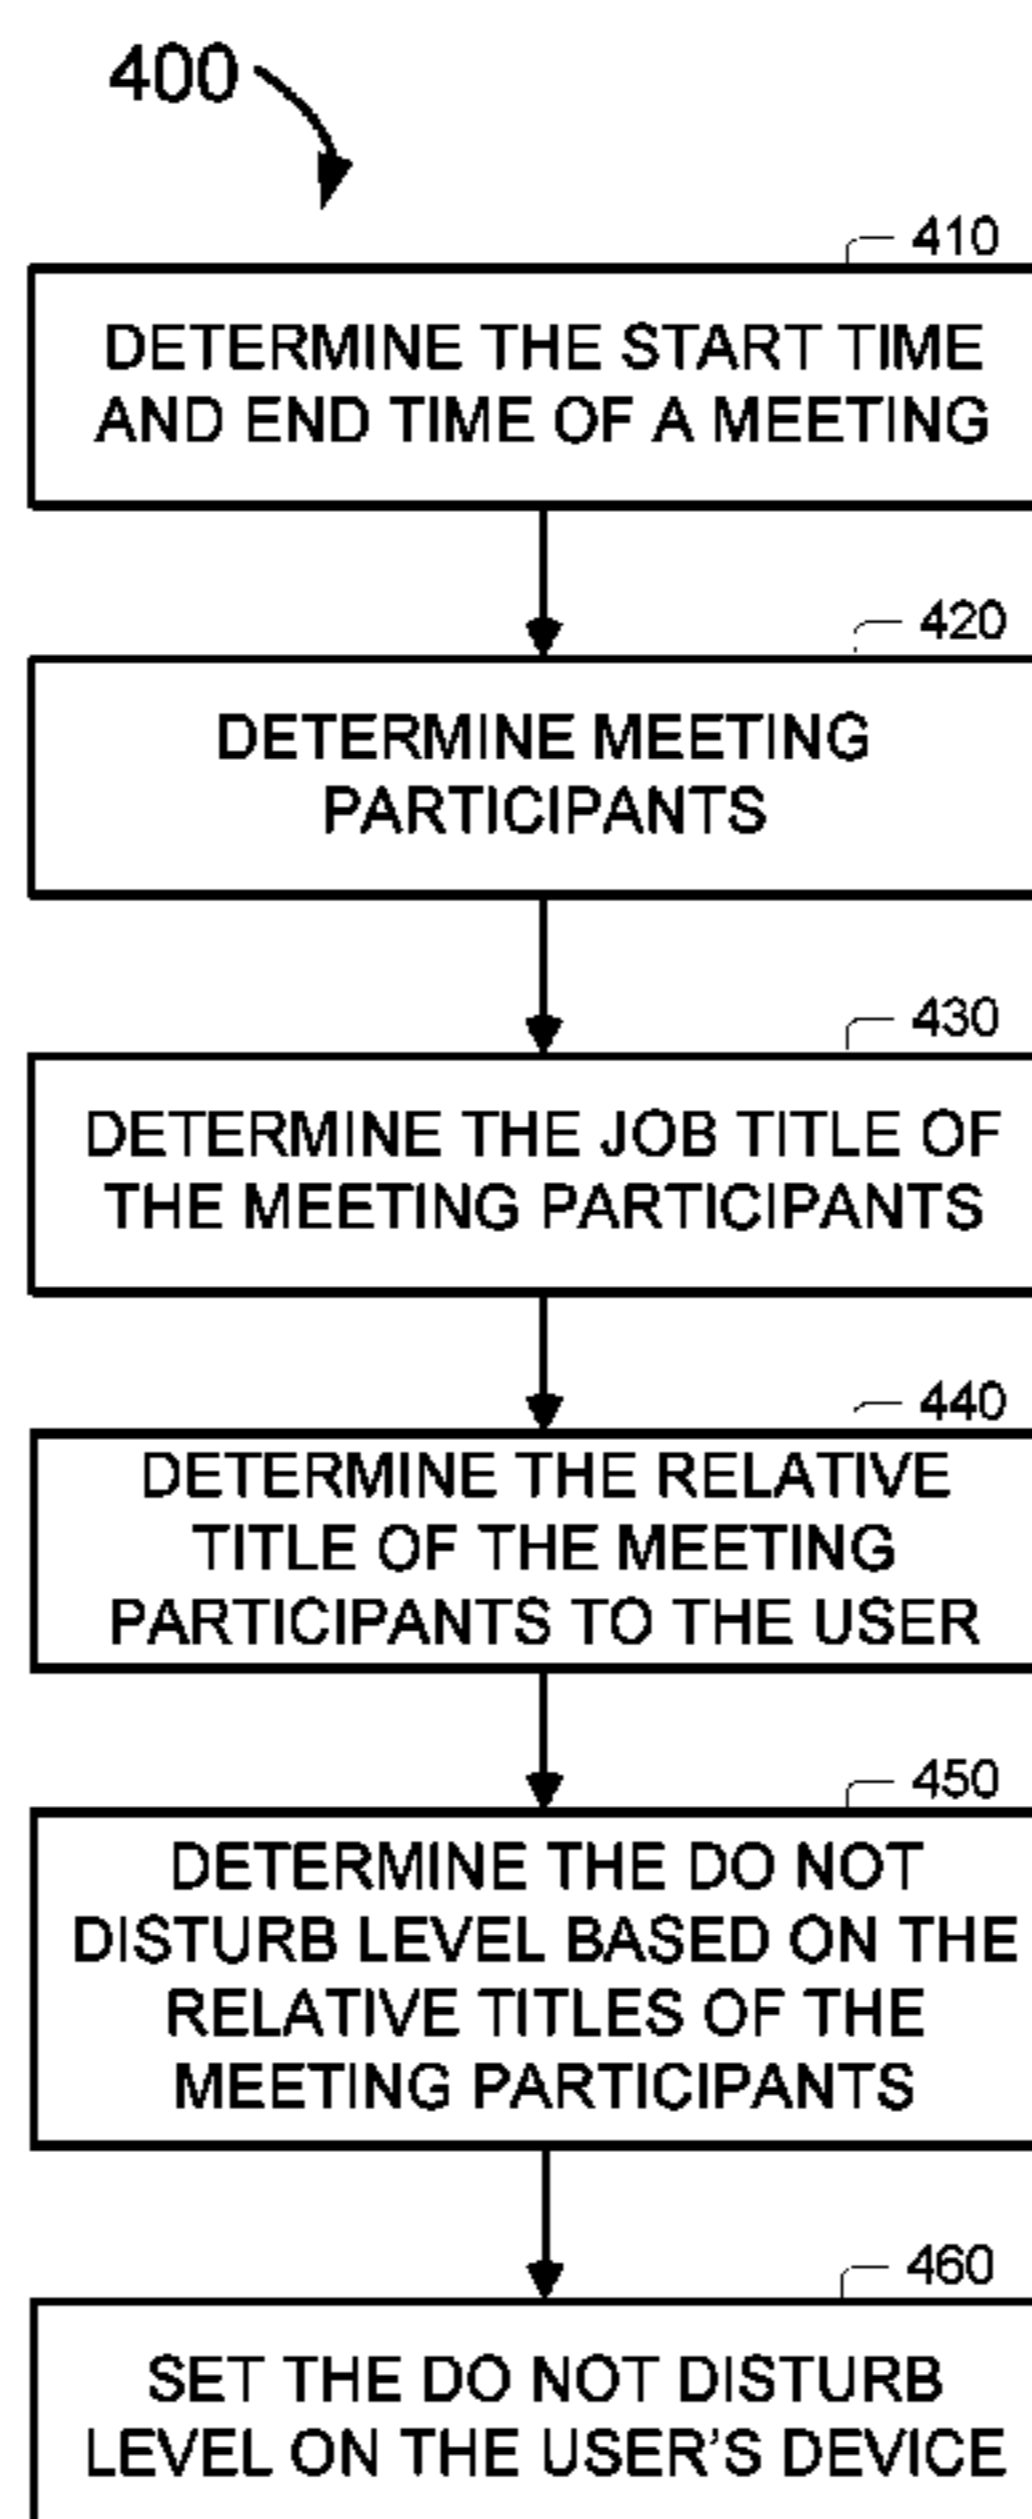 400
410
DETERMINE THE START TIME
AND END TIME OF A MEETING
420
DETERMINE MEETING
PARTICIPANTS
430
DETERMINE THE JOB TITLE OF
THE MEETING PARTICIPANTS
440
DETERMINE THE RELATIVE
TITLE OF THE MEETING
PARTICIPANTS TO THE USER
450
DETERMINE THE DO NOT
DISTURB LEVEL BASED ON THE
RELATIVE TITLES OF THE
MEETING PARTICIPANTS
460
SET THE DO NOT DISTURB
LEVEL ON THE USER'S DEVICE